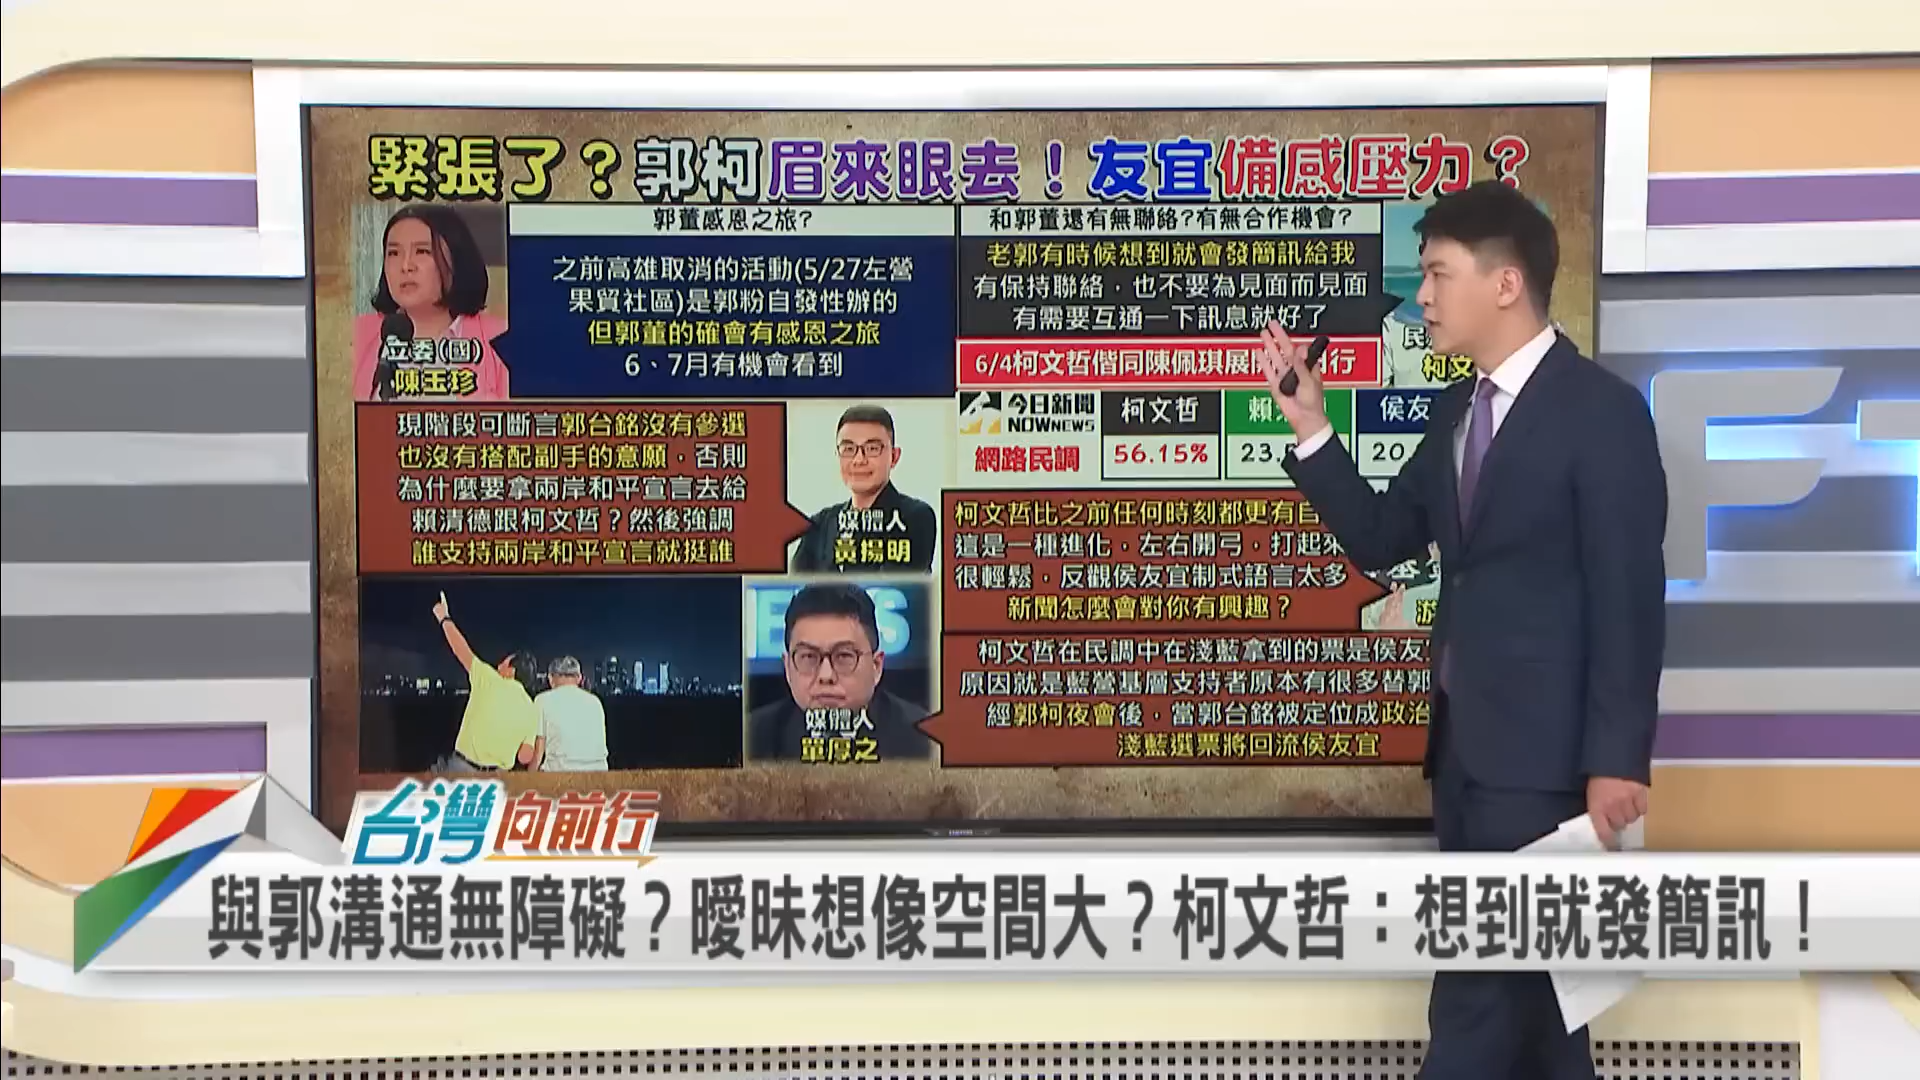 緊張了？郭柯眉來眼去！友宜備感壓力？
郭董感恩之旅?
之前高雄取消的活動(5/27左營
果貿社區)是郭粉自發性辦的
但郭董的確會有感恩之旅
6、7月有機會看到
立委(國)
陳玉珍
和郭董還有無聯絡?有無合作機會?
老郭有時候想到就會發簡訊給我
有保持聯絡，也不要為見面而見面
有需要互通一下訊息就好了
民
柯文
6/4柯文哲偕同陳佩琪展開 行
今日新聞
NOWNEWS
網路民調
柯文哲
56.15%
賴
23.
侯友
20
現階段可斷言郭台銘沒有參選
也沒有搭配副手的意願，否則
為什麼要拿兩岸和平宣言去給
賴清德跟柯文哲？然後強調
誰支持兩岸和平宣言就挺誰
媒體人
黃揚明
柯文哲比之前任何時刻都更有自
這是一種進化，左右開弓，打起來
很輕鬆，反觀侯友宜制式語言太多
新聞怎麼會對你有興趣？
游
媒體人
單厚之
柯文哲在民調中在淺藍拿到的票是侯友
原因就是藍營基層支持者原本有很多替郭
經郭柯夜會後，當郭台銘被定位成政治
淺藍選票將回流侯友宜
FT
台灣向前行
與郭溝通無障礙？曖昧想像空間大？柯文哲：想到就發簡訊！